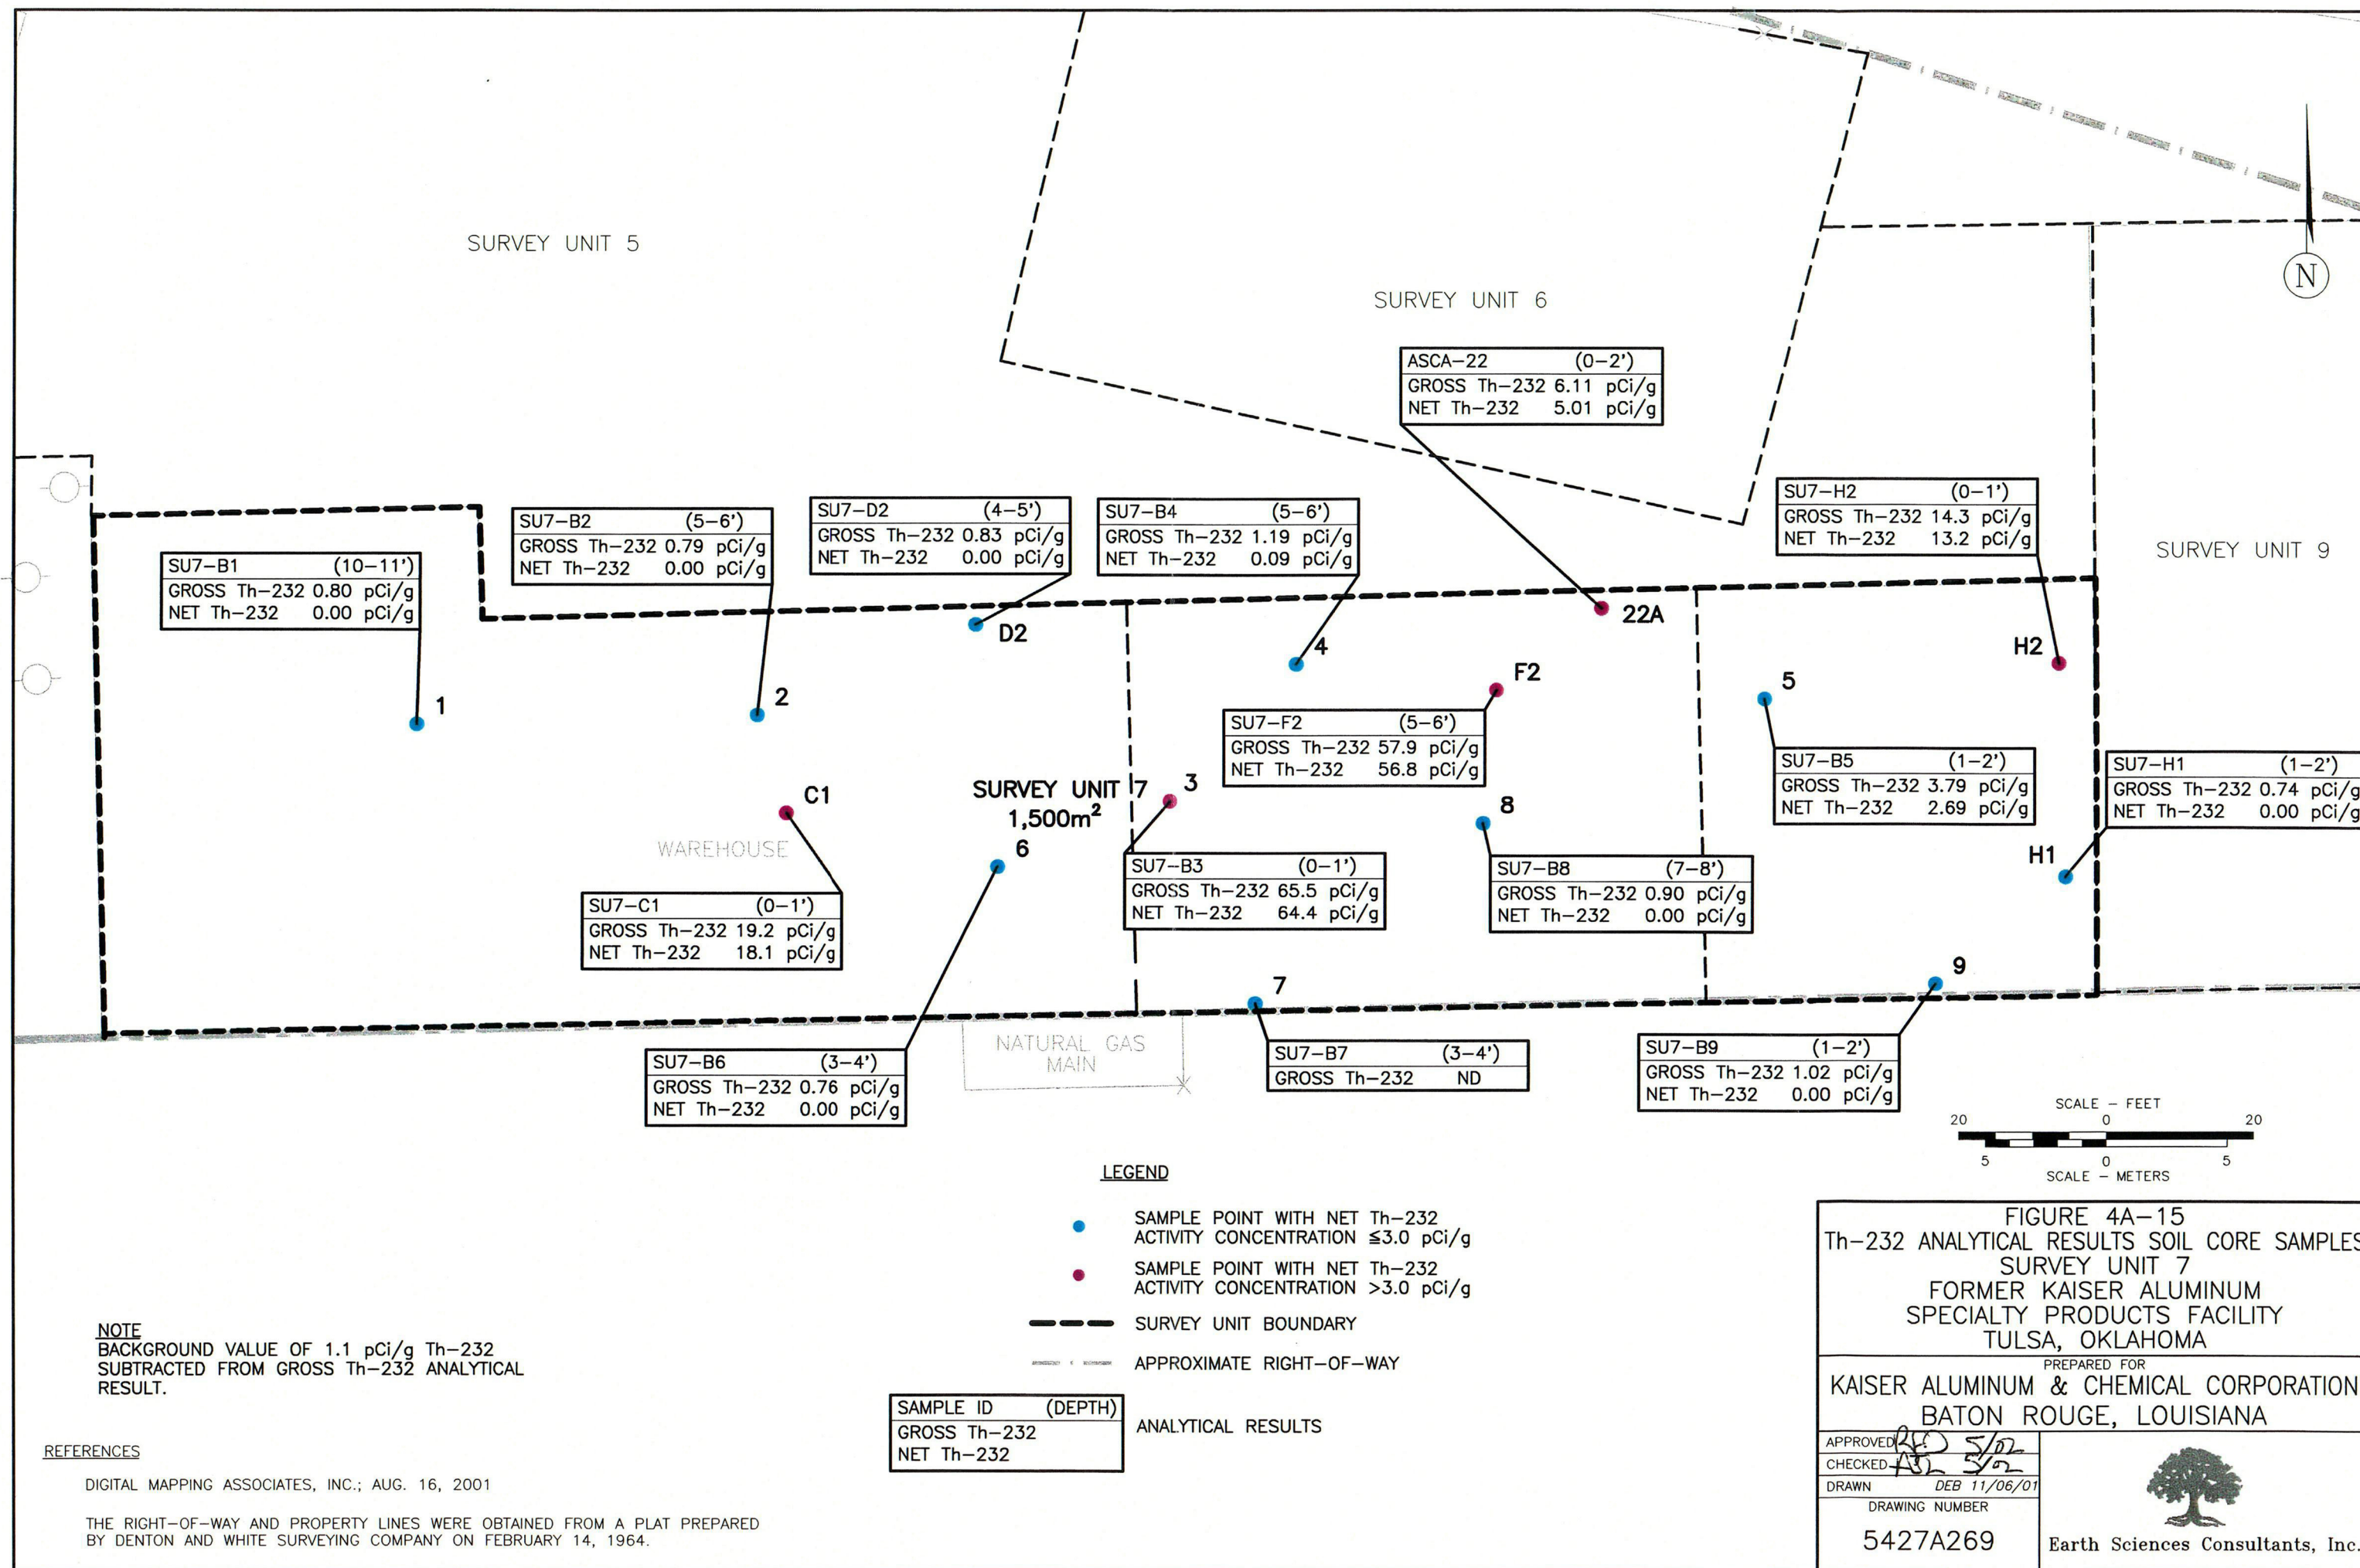 SURVEY UNIT 5
SURVEY UNIT 6
N
ASCA-22 (0-2')
GROSS Th-232 6.11 pCi/g
NET Th-232 5.01 pCi/g
SU7-H2 (0-1')
GROSS Th-232 14.3 pCi/g
NET Th-232 13.2 pCi/g
SURVEY UNIT 9
SU7-B1 (10-11')
GROSS Th-232 0.80 pCi/g
NET Th-232 0.00 pCi/g
SU7-B2 (5-6')
GROSS Th-232 0.79 pCi/g
NET Th-232 0.00 pCi/g
SU7-D2 (4-5')
GROSS Th-232 0.83 pCi/g
NET Th-232 0.00 pCi/g
SU7-B4 (5-6')
GROSS Th-232 1.19 pCi/g
NET Th-232 0.09 pCi/g
22A
D2
4
H2
F2
5
1
2
SU7-F2 (5-6')
GROSS Th-232 57.9 pCi/g
NET Th-232 56.8 pCi/g
SU7-B5 (1-2')
GROSS Th-232 3.79 pCi/g
NET Th-232 2.69 pCi/g
SU7-H1 (1-2')
GROSS Th-232 0.74 pCi/g
NET Th-232 0.00 pCi/g
C1
SURVEY UNIT 7
1,500m²
3
8
WAREHOUSE
6
H1
SU7-C1 (0-1')
GROSS Th-232 19.2 pCi/g
NET Th-232 18.1 pCi/g
SU7-B3 (0-1')
GROSS Th-232 65.5 pCi/g
NET Th-232 64.4 pCi/g
SU7-B8 (7-8')
GROSS Th-232 0.90 pCi/g
NET Th-232 0.00 pCi/g
7
9
NATURAL GAS
MAIN
SU7-B6 (3-4')
GROSS Th-232 0.76 pCi/g
NET Th-232 0.00 pCi/g
SU7-B7 (3-4')
GROSS Th-232 ND
SU7-B9 (1-2')
GROSS Th-232 1.02 pCi/g
NET Th-232 0.00 pCi/g
SCALE - FEET
20 0 20
5 0 5
SCALE - METERS
LEGEND
SAMPLE POINT WITH NET Th-232
ACTIVITY CONCENTRATION ≦3.0 pCi/g
SAMPLE POINT WITH NET Th-232
ACTIVITY CONCENTRATION >3.0 pCi/g
SURVEY UNIT BOUNDARY
APPROXIMATE RIGHT-OF-WAY
SAMPLE ID (DEPTH)
GROSS Th-232
NET Th-232
ANALYTICAL RESULTS
NOTE
BACKGROUND VALUE OF 1.1 pCi/g Th-232
SUBTRACTED FROM GROSS Th-232 ANALYTICAL
RESULT.
REFERENCES
DIGITAL MAPPING ASSOCIATES, INC.; AUG. 16, 2001
THE RIGHT-OF-WAY AND PROPERTY LINES WERE OBTAINED FROM A PLAT PREPARED
BY DENTON AND WHITE SURVEYING COMPANY ON FEBRUARY 14, 1964.
FIGURE 4A-15
Th-232 ANALYTICAL RESULTS SOIL CORE SAMPLES
SURVEY UNIT 7
FORMER KAISER ALUMINUM
SPECIALTY PRODUCTS FACILITY
TULSA, OKLAHOMA
PREPARED FOR
KAISER ALUMINUM & CHEMICAL CORPORATION
BATON ROUGE, LOUISIANA
APPROVED 5/02
CHECKED 5/02
DRAWN DEB 11/06/01
DRAWING NUMBER
5427A269
Earth Sciences Consultants, Inc.